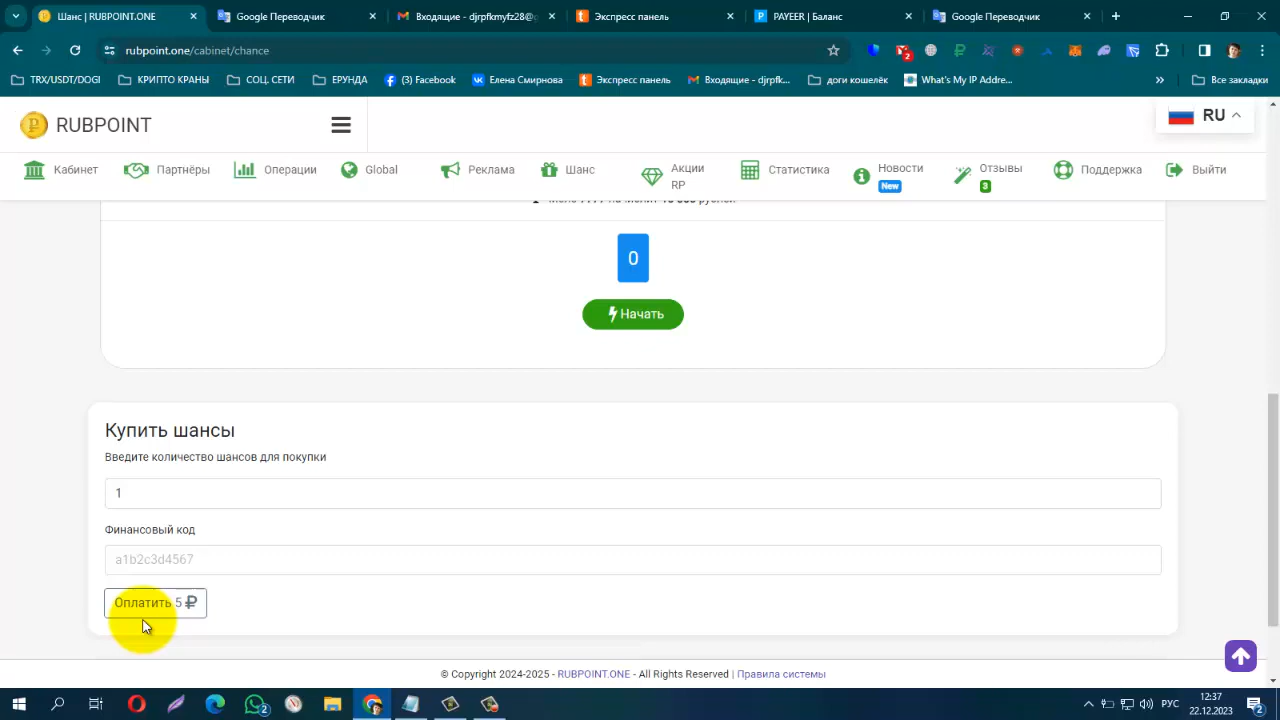 Шанс | RUBPOINT.ONE
Google Переводчик
Входящие - djrpfkmyfz28@
Экспресс панель
PAYEER | Баланс
Google Переводчик
rubpoint.one/cabinet/chance
2
TRX/USDT/DOGI
КРИПТО КРАНЫ
СОЦ. СЕТИ
ЕРУНДА
(3) Facebook
Елена Смирнова
Экспресс панель
Входящие - djrpfk...
доги кошелёк
What's My IP Addre...
»
Все закладки
RUBPOINT
RU
Кабинет
Партнёры
Операции
Global
Реклама
Шанс
Акции
RP
Статистика
Новости
New
Отзывы
3
Поддержка
Выйти
0
Начать
Купить шансы
Введите количество шансов для покупки
1
Финансовый код
a1b2c3d4567
Оплатить 5 ₽
© Copyright 2024-2025 - RUBPOINT.ONE - All Rights Reserved | Правила системы
2
РУС
12:37
22.12.2023
2